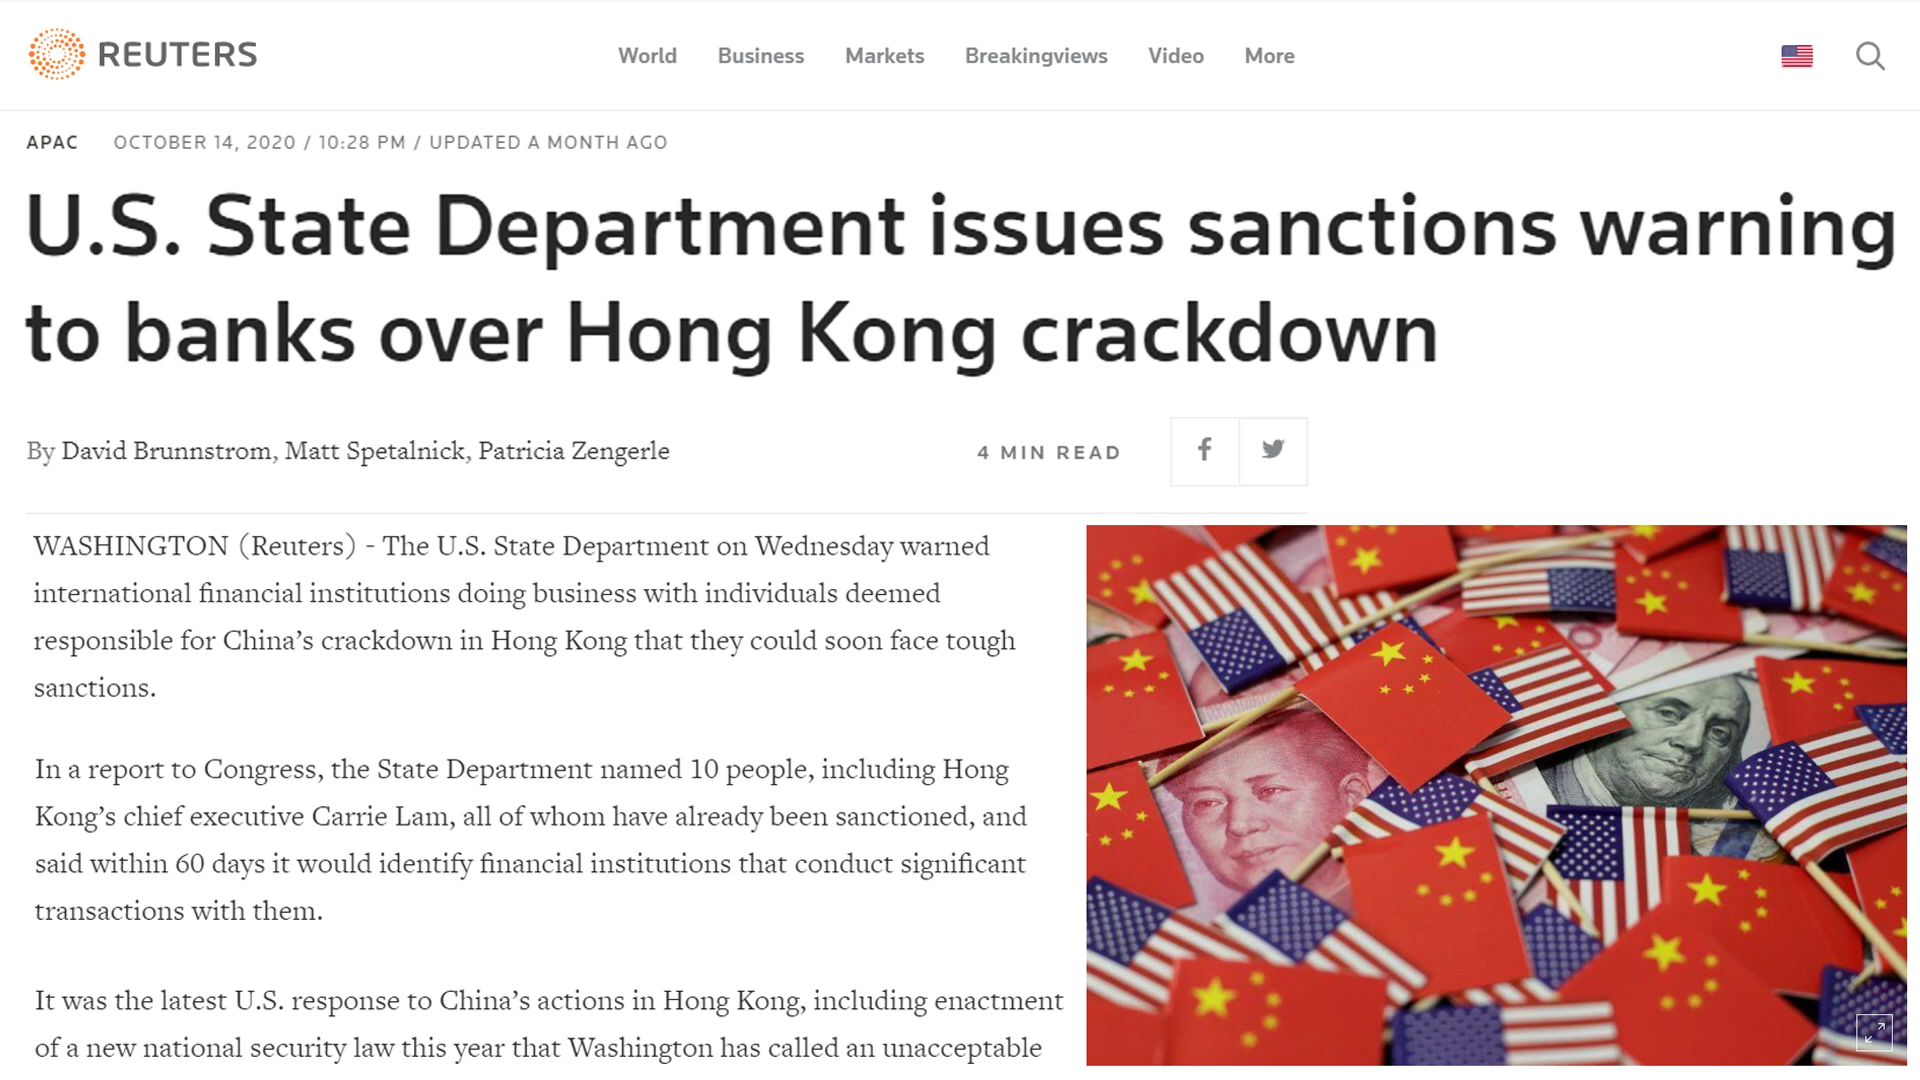 REUTERS
World Business Markets Breakingviews Video More
APAC OCTOBER 14, 2020 / 10:28 PM / UPDATED A MONTH AGO
U.S. State Department issues sanctions warning
to banks over Hong Kong crackdown
By David Brunnstrom, Matt Spetalnick, Patricia Zengerle
4 MIN READ
WASHINGTON (Reuters) - The U.S. State Department on Wednesday warned
international financial institutions doing business with individuals deemed
responsible for China’s crackdown in Hong Kong that they could soon face tough
sanctions.
In a report to Congress, the State Department named 10 people, including Hong
Kong’s chief executive Carrie Lam, all of whom have already been sanctioned, and
said within 60 days it would identify financial institutions that conduct significant
transactions with them.
It was the latest U.S. response to China’s actions in Hong Kong, including enactment
of a new national security law this year that Washington has called an unacceptable